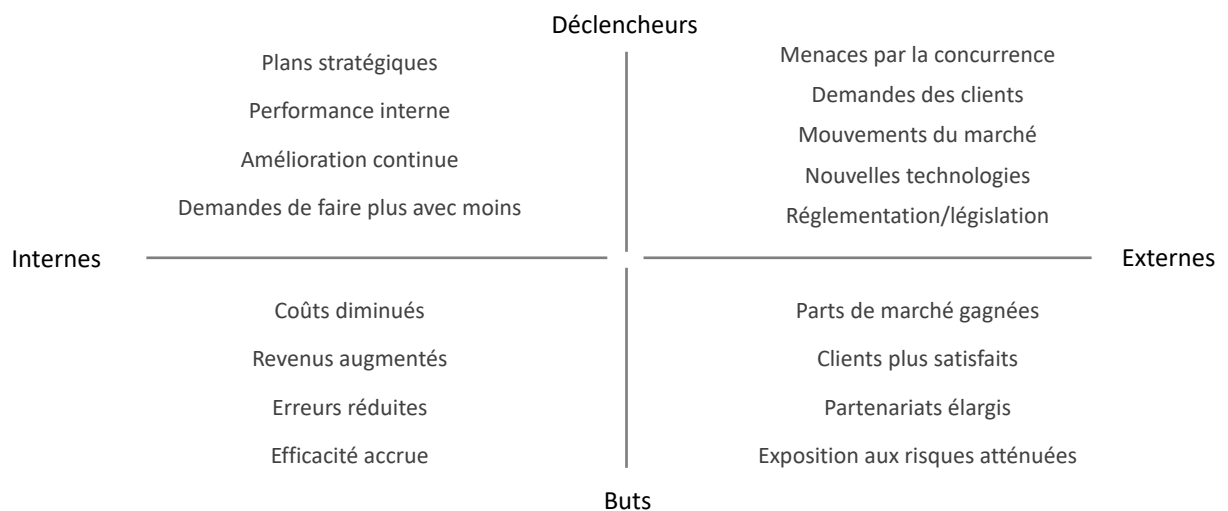 Déclencheurs
Plans stratégiques
Performance interne
Amélioration continue
Demandes de faire plus avec moins
Menaces par la concurrence
Demandes des clients
Mouvements du marché
Nouvelles technologies
Réglementation/législation
Internes
Externes
Coûts diminués
Revenus augmentés
Erreurs réduites
Efficacité accrue
Parts de marché gagnées
Clients plus satisfaits
Partenariats élargis
Exposition aux risques atténuées
Buts